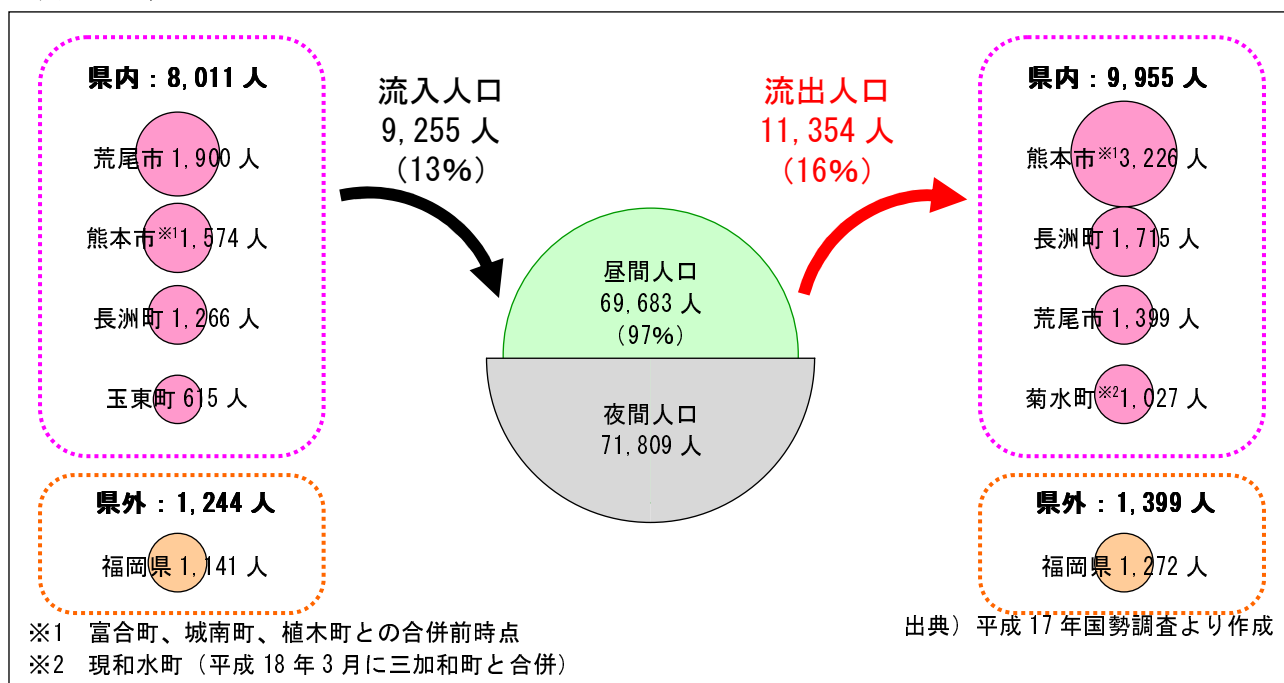 県内：8,011 人
荒尾市 1,900 人
熊本市※1 1,574 人
長洲町 1,266 人
玉東町 615 人
県外：1,244 人
福岡県 1,141 人
流入人口
9,255 人
(13%)
流出人口
11,354 人
(16%)
昼間人口
69,683 人
(97%)
夜間人口
71,809 人
県内：9,955 人
熊本市※1 3,226 人
長洲町 1,715 人
荒尾市 1,399 人
菊水町※2 1,027 人
県外：1,399 人
福岡県 1,272 人
※1　富合町、城南町、植木町との合併前時点
※2　現和水町（平成 18 年 3 月に三加和町と合併）
出典）平成 17 年国勢調査より作成